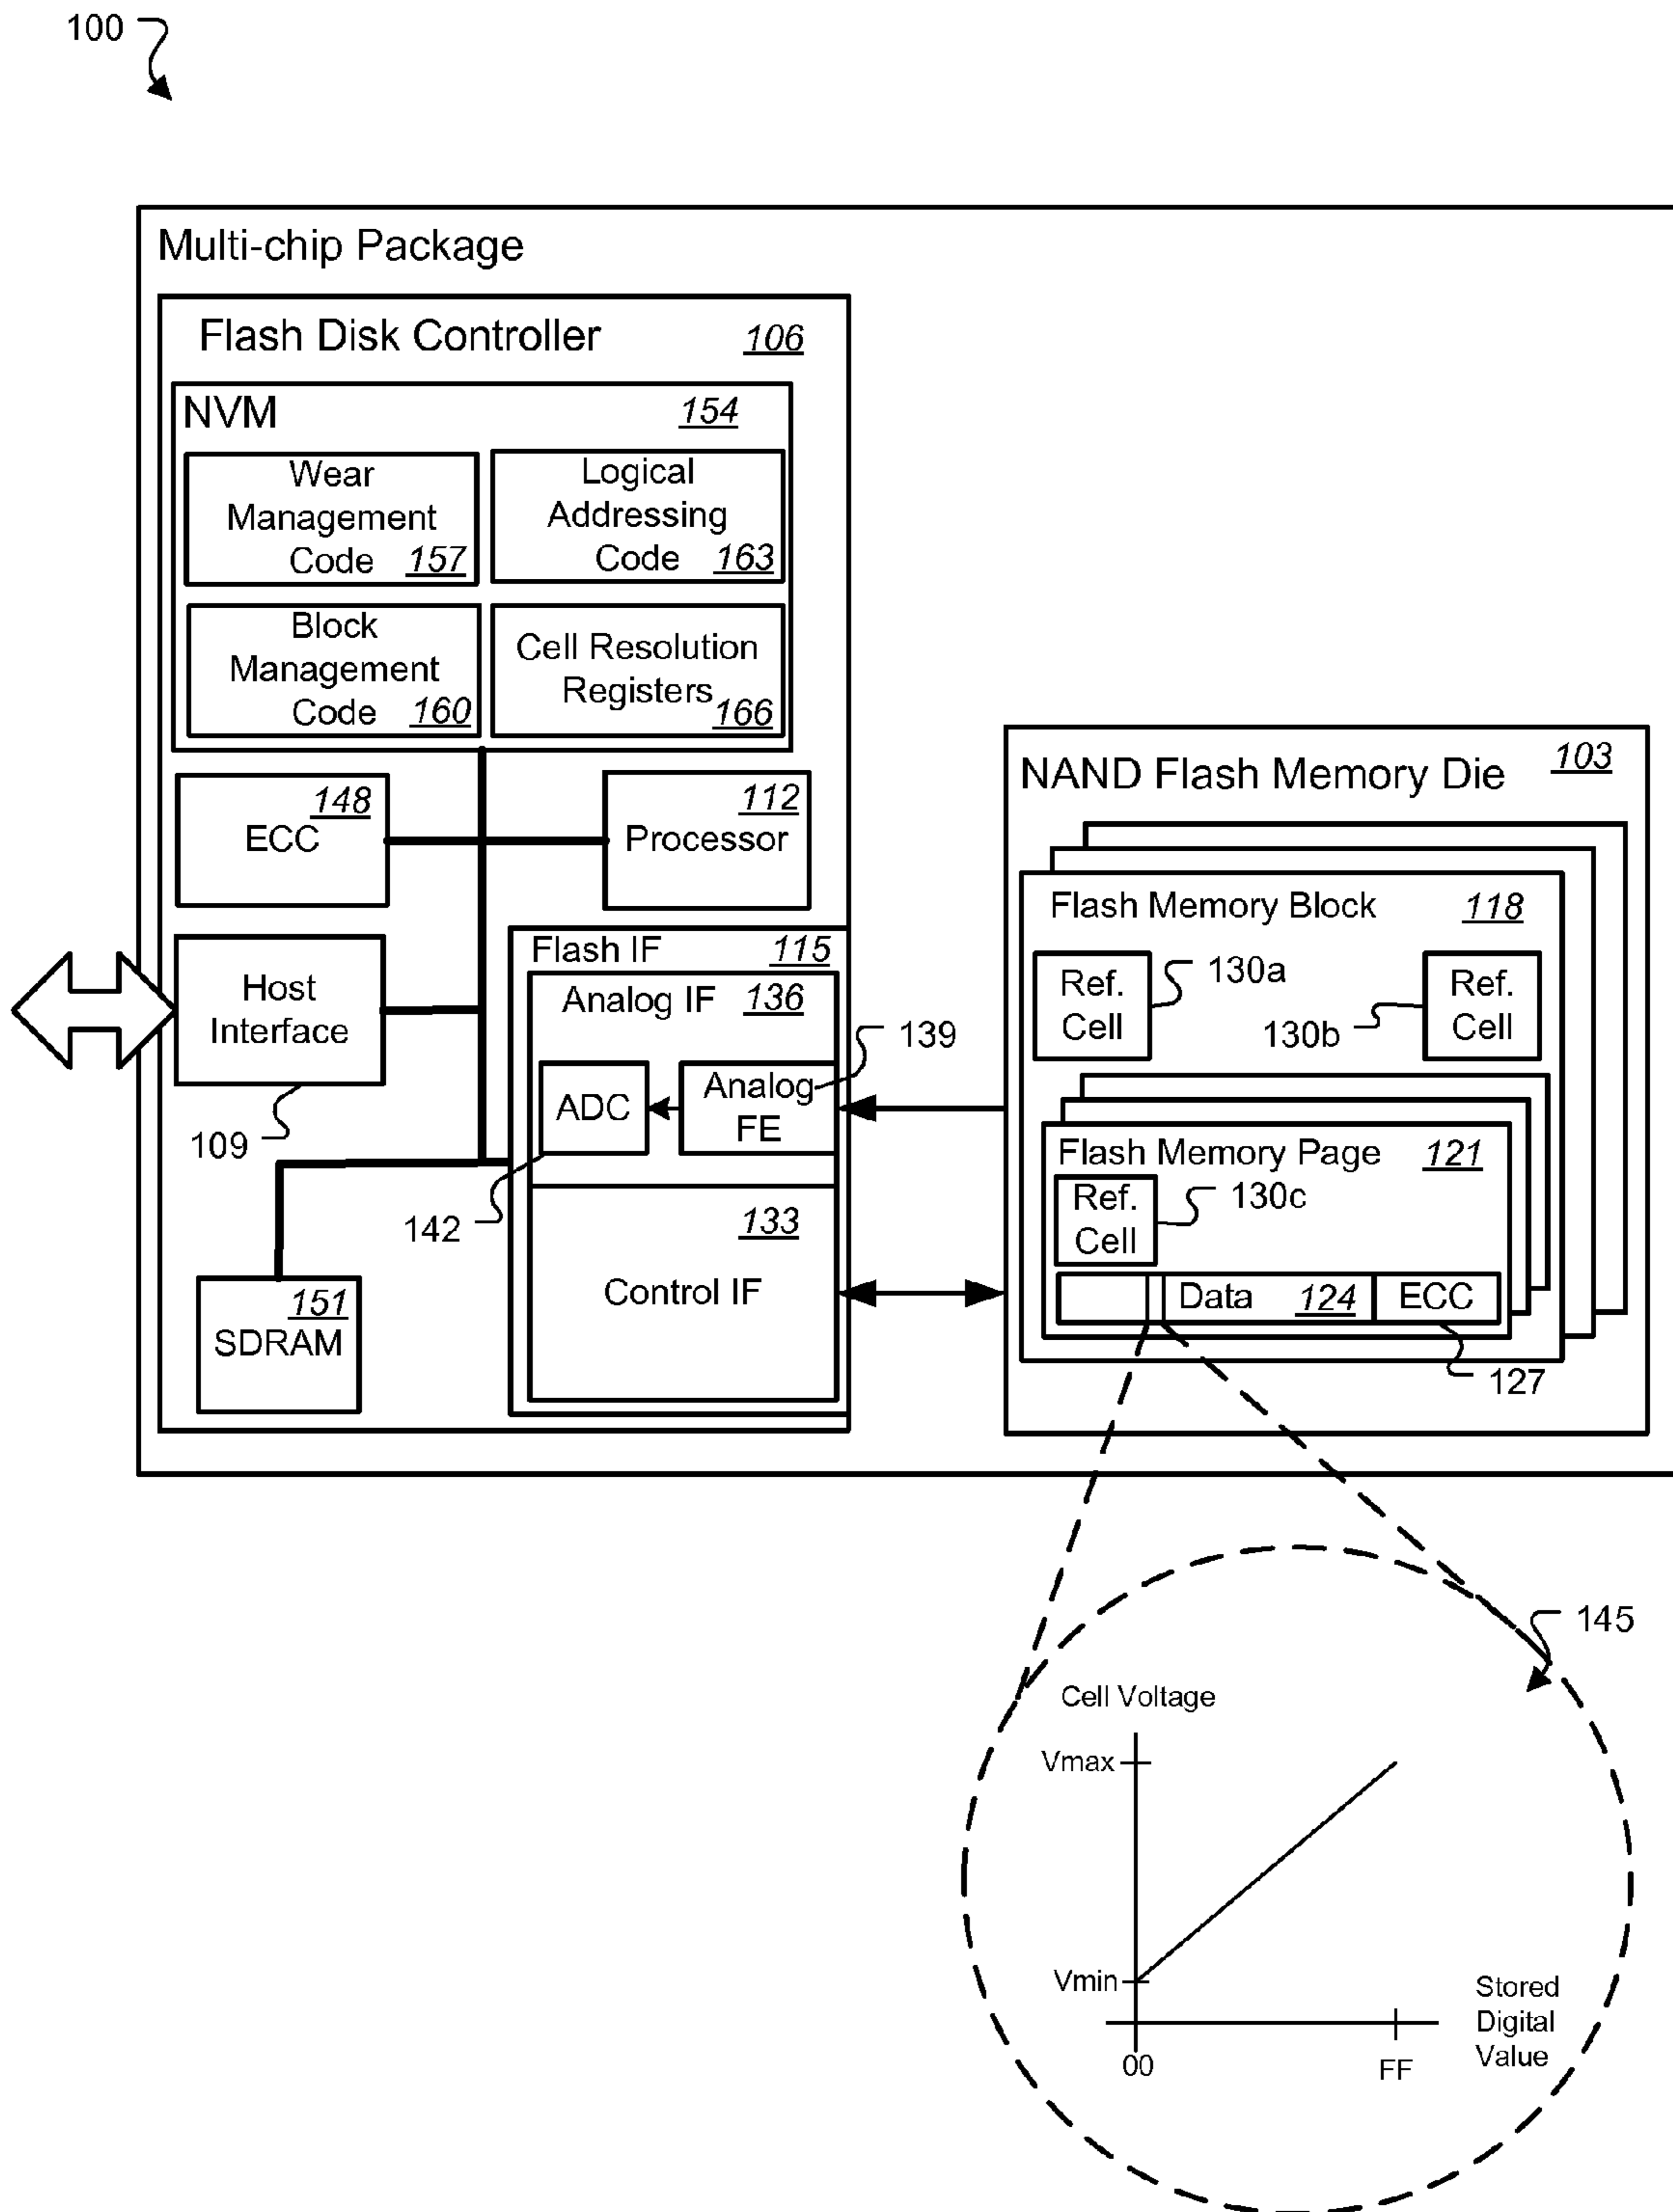 100
Multi-chip Package
Flash Disk Controller 106
NVM 154
Wear
Management
Code 157
Logical
Addressing
Code 163
Block
Management
Code 160
Cell Resolution
Registers 166
148
ECC
112
Processor
Host
Interface
109
Flash IF 115
Analog IF 136
139
ADC
Analog
FE
142
133
Control IF
151
SDRAM
NAND Flash Memory Die 103
Flash Memory Block 118
Ref.
Cell
130a
130b
Ref.
Cell
Flash Memory Page 121
Ref.
Cell
130c
Data 124 ECC
127
145
Cell Voltage
Vmax
Vmin
00
FF
Stored
Digital
Value